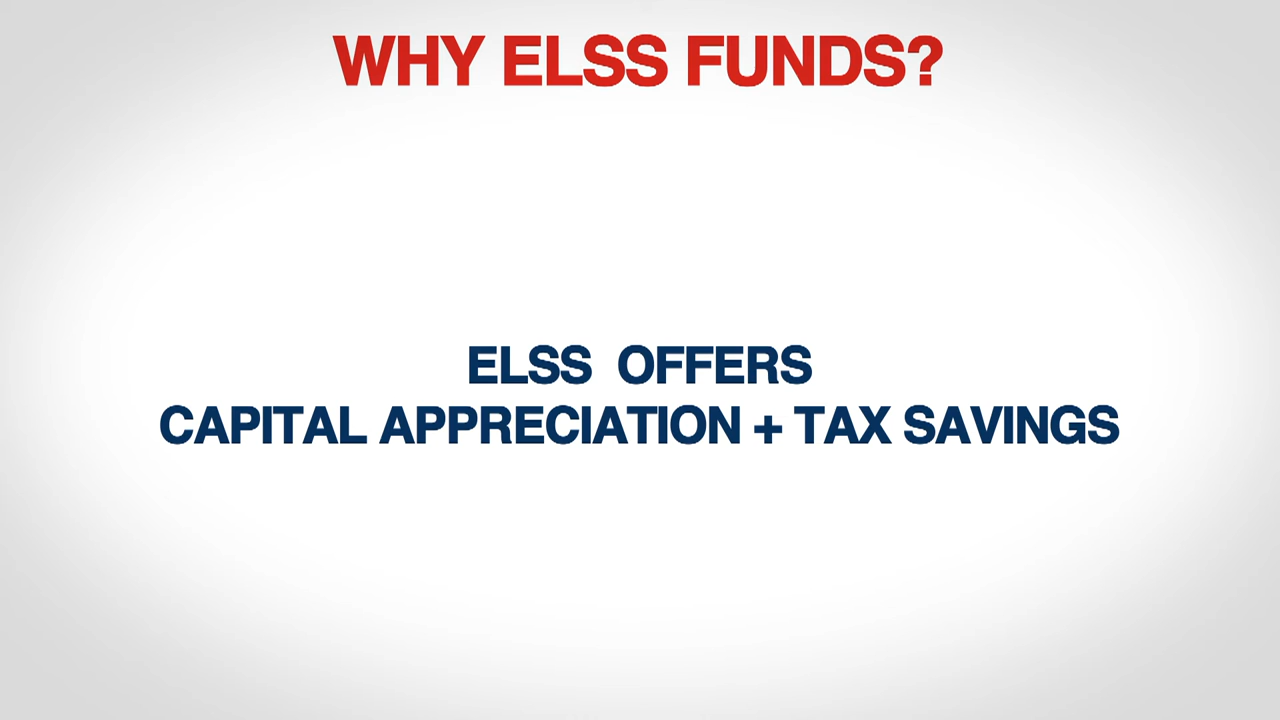 WHY ELSS FUNDS?
ELSS OFFERS
CAPITAL APPRECIATION + TAX SAVINGS